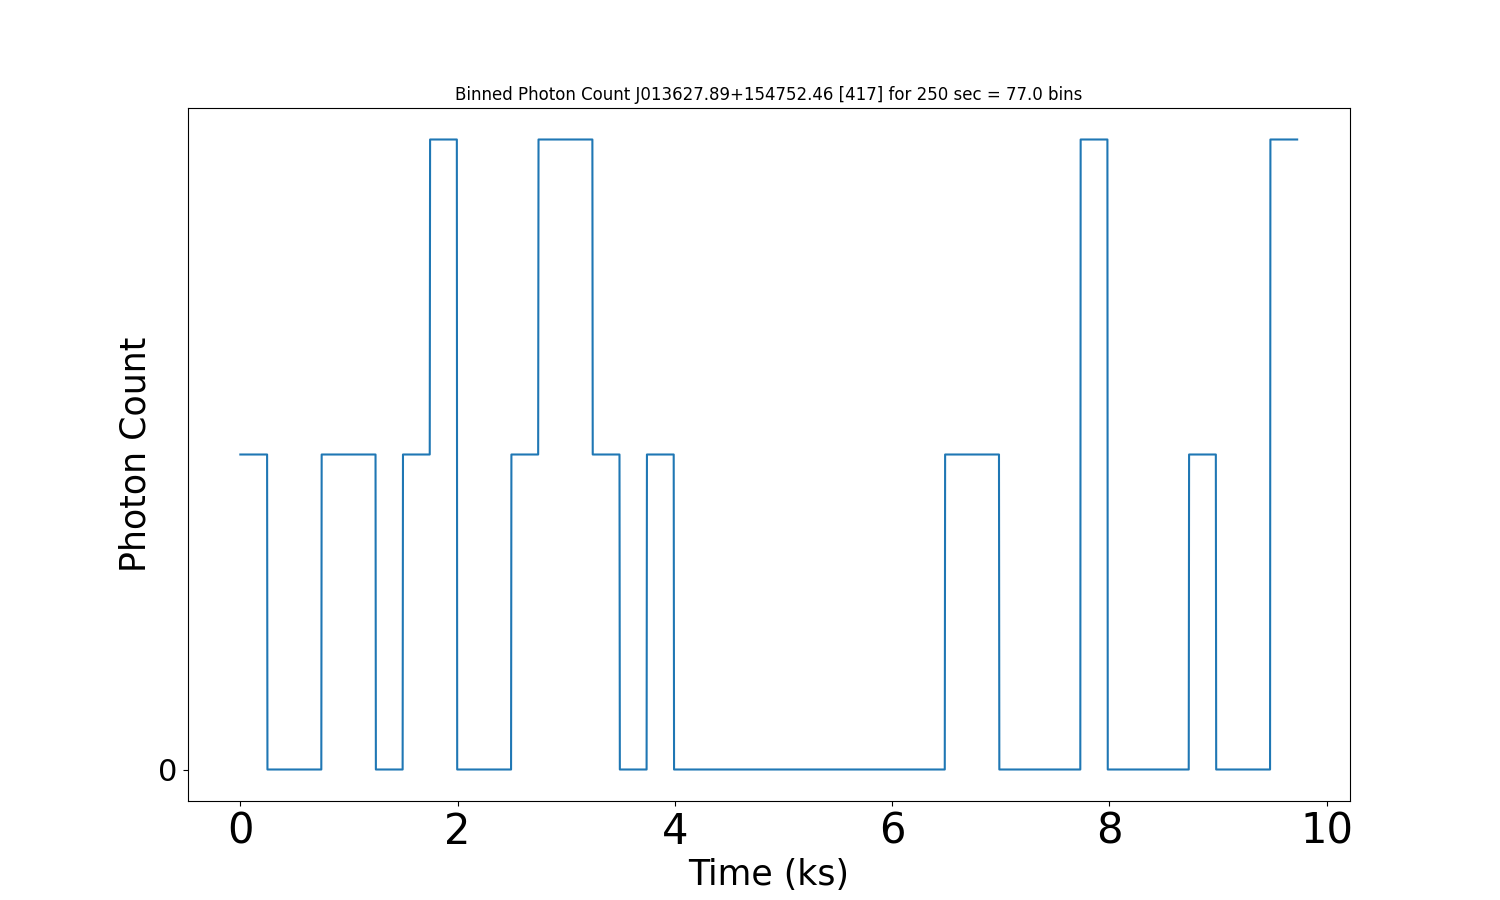 Binned Photon Count J013627.89+154752.46 [417] for 250 sec = 77.0 bins
Photon Count
0
0 2 4 6 8 10
Time (ks)